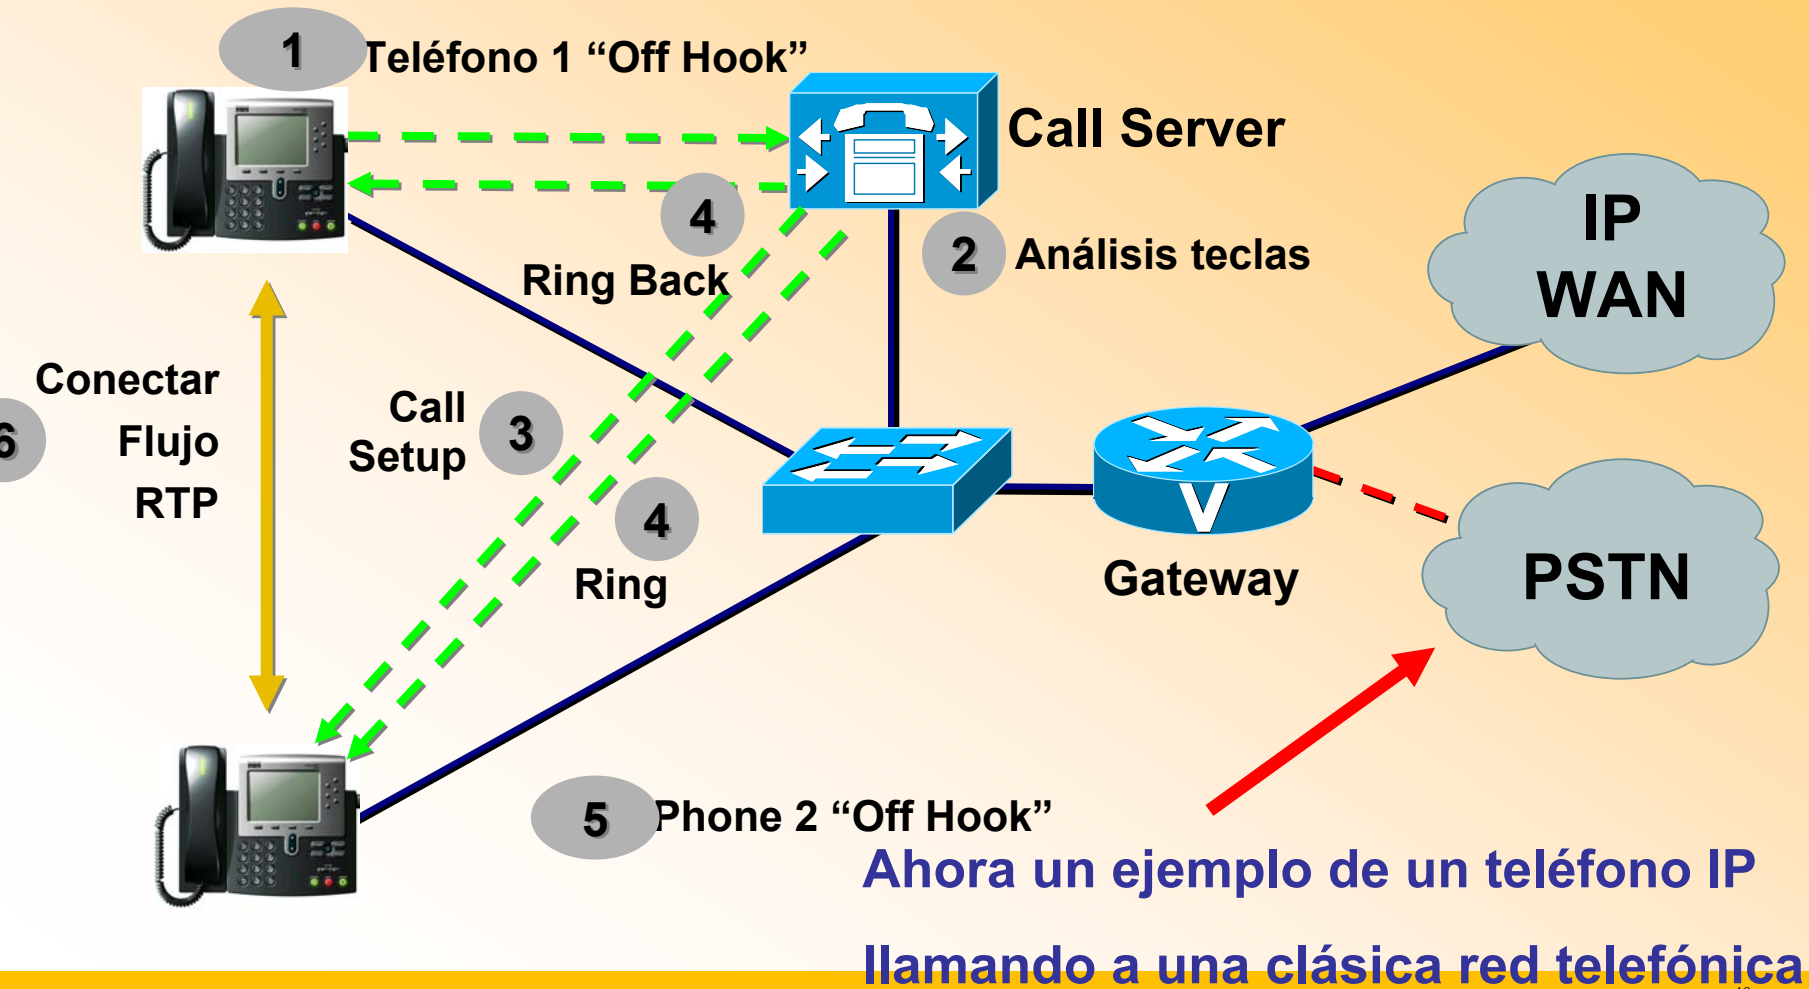 1
Teléfono 1 “Off Hook”
Call Server
4
Ring Back
2
Análisis teclas
IP
WAN
Conectar
Flujo
RTP
6
Call
Setup
3
4
Ring
V
Gateway
PSTN
5
Phone 2 “Off Hook”
Ahora un ejemplo de un teléfono IP
llamando a una clásica red telefónica